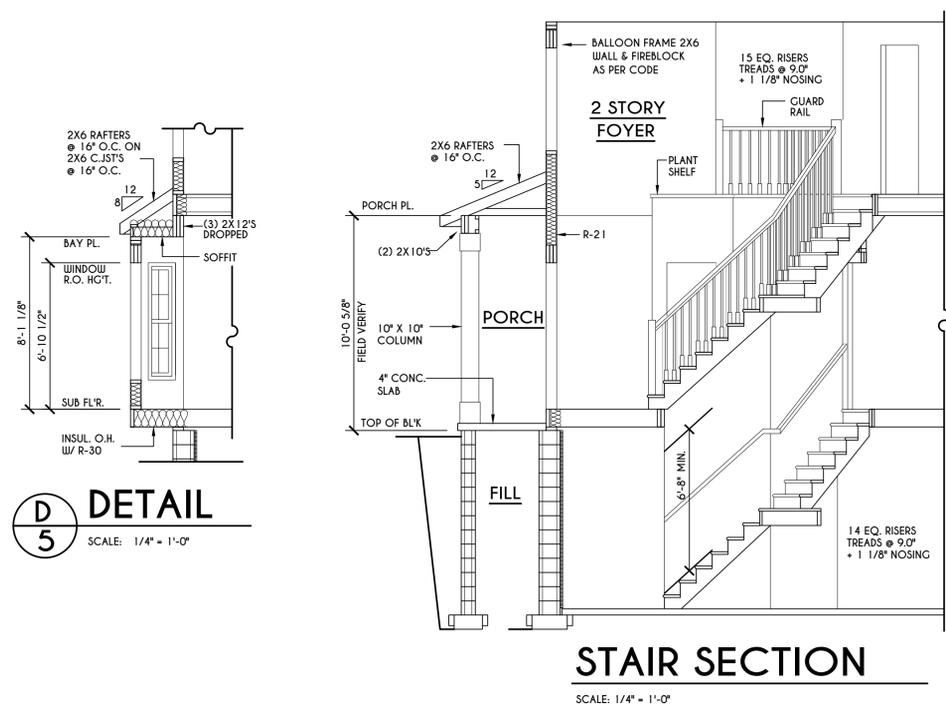 2X6 RAFTERS
@ 16" O.C. ON
2X6 C.JST'S
@ 16" O.C.
12
8
(3) 2X12'S
DROPPED
SOFFIT
BAY PL.
WINDOW
R.O. HG'T.
8'-1 1/8"
6'-10 1/2"
SUB FL'R.
INSUL. O.H.
W/ R-30
D
5
DETAIL
SCALE: 1/4" = 1'-0"
BALLOON FRAME 2X6
WALL & FIREBLOCK
AS PER CODE
2 STORY
FOYER
15 EQ. RISERS
TREADS @ 9.0"
+ 1 1/8" NOSING
GUARD
RAIL
PLANT
SHELF
2X6 RAFTERS
@ 16" O.C.
12
5
PORCH PL.
(2) 2X10'S
R-21
10'-0 5/8"
FIELD VERIFY
PORCH
10" X 10"
COLUMN
4" CONC.
SLAB
TOP OF BL'K
FILL
6'-8" MIN.
14 EQ. RISERS
TREADS @ 9.0"
+ 1 1/8" NOSING
STAIR SECTION
SCALE: 1/4" = 1'-0"